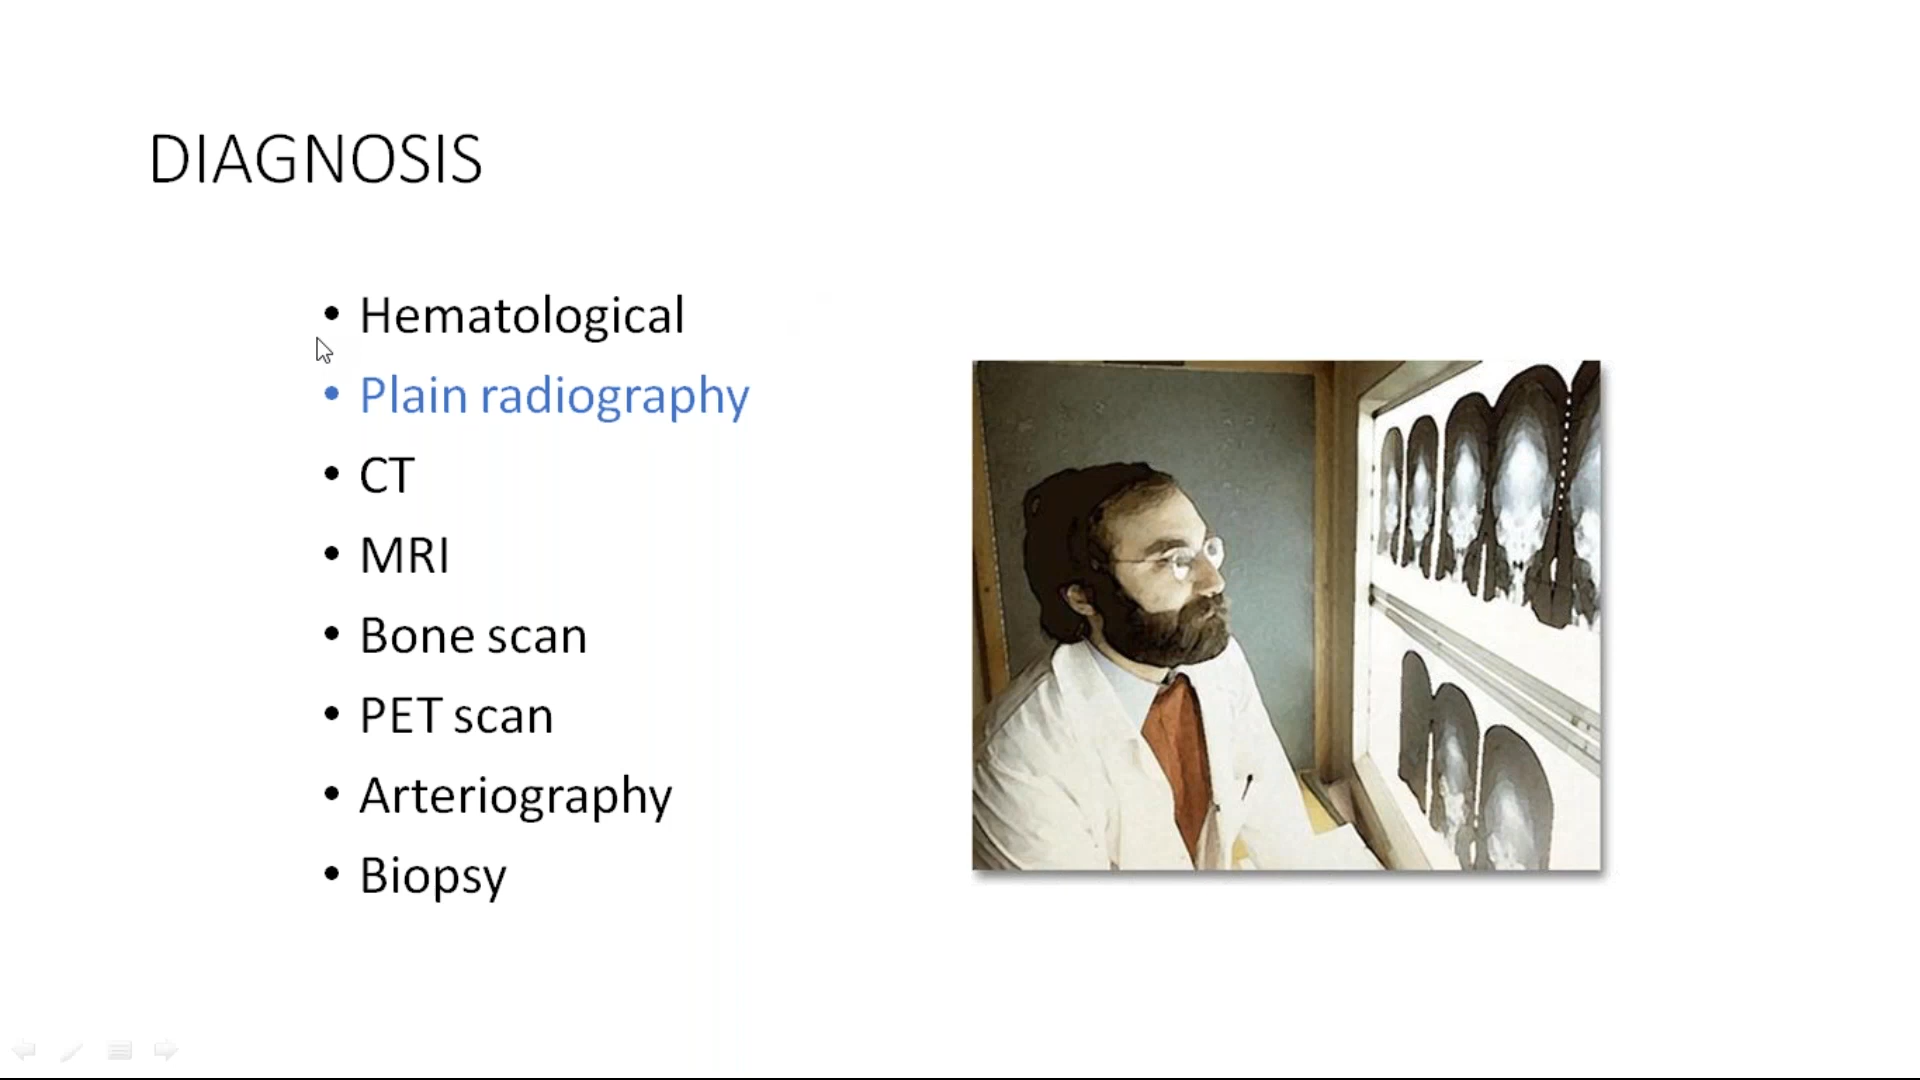 DIAGNOSIS
• Hematological
• Plain radiography
• CT
• MRI
• Bone scan
• PET scan
• Arteriography
• Biopsy